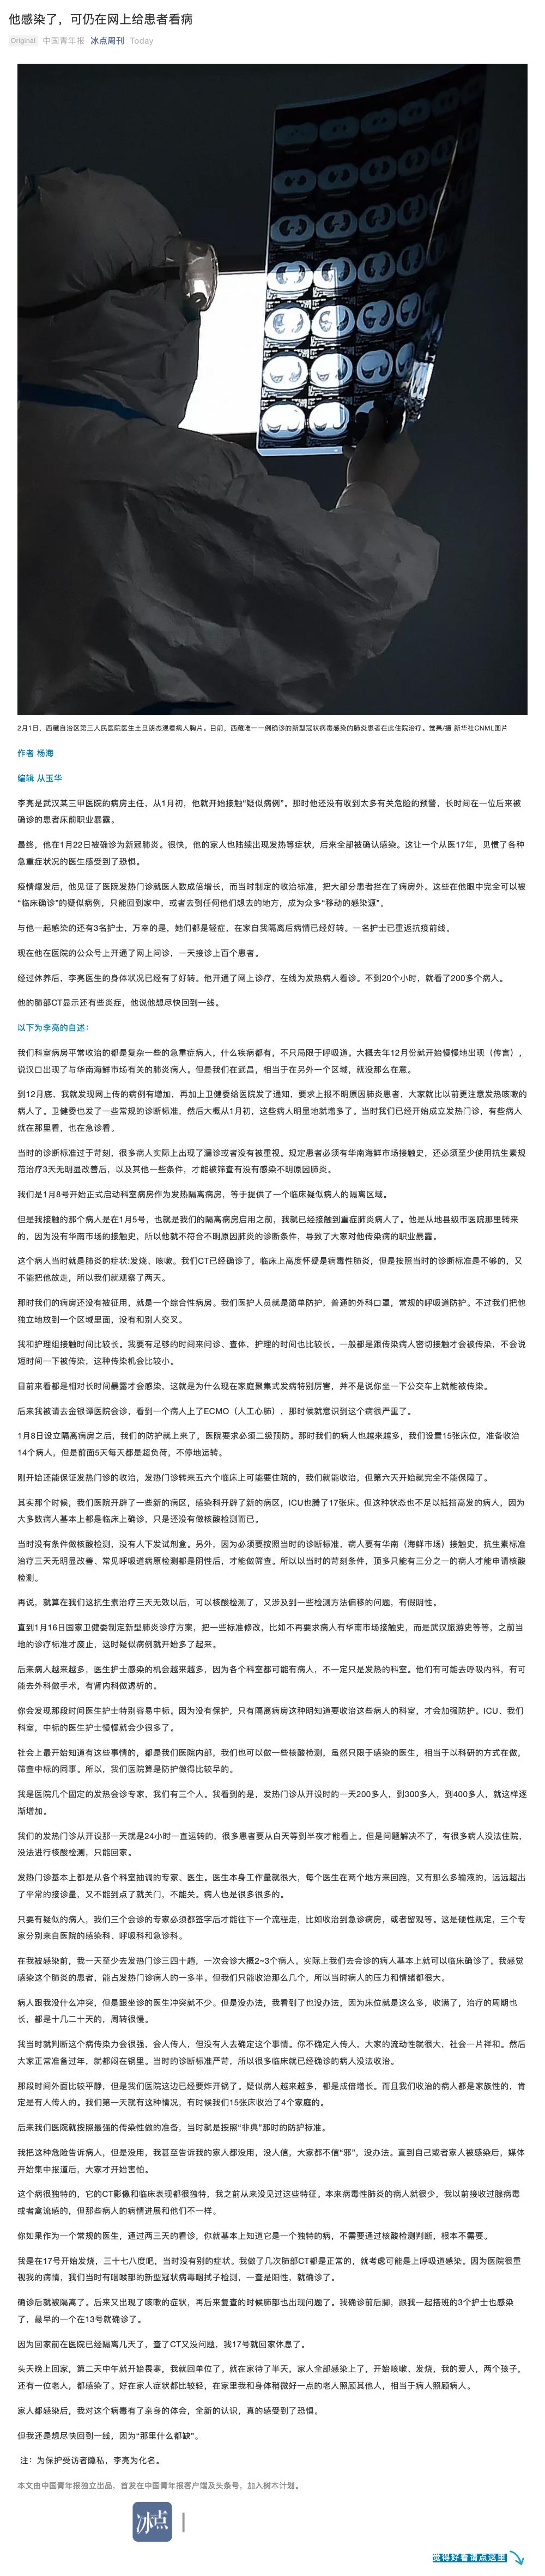 他感染了，可仍在网上给患者看病
Original 中国青年报 冰点周刊 Today
2月1日，西藏自治区第三人民医院医生土旦朗杰观看病人胸片。目前，西藏唯一一例确诊的新型冠状病毒感染的肺炎患者在此住院治疗。觉果/摄 新华社CNML图片
作者 杨海
编辑 从玉华
李亮是武汉某三甲医院的病房主任，从1月初，他就开始接触“疑似病例”。那时他还没有收到太多有关危险的预警，长时间在一位后来被
确诊的患者床前职业暴露。
最终，他在1月22日被确诊为新冠肺炎。很快，他的家人也陆续出现发热等症状，后来全部被确认感染。这让一个从医17年，见惯了各种
急重症状况的医生感受到了恐惧。
疫情爆发后，他见证了医院发热门诊就医人数成倍增长，而当时制定的收治标准，把大部分患者拦在了病房外。这些在他眼中完全可以被
“临床确诊”的疑似病例，只能回到家中，或者去到任何他们想去的地方，成为众多“移动的感染源”。
与他一起感染的还有3名护士，万幸的是，她们都是轻症，在家自我隔离后病情已经好转。一名护士已重返抗疫前线。
现在他在医院的公众号上开通了网上问诊，一天接诊上百个患者。
经过休养后，李亮医生的身体状况已经有了好转。他开通了网上诊疗，在线为发热病人看诊。不到20个小时，就看了200多个病人。
他的肺部CT显示还有些炎症，他说他想尽快回到一线。
以下为李亮的自述：
我们科室病房平常收治的都是复杂一些的急重症病人，什么疾病都有，不只局限于呼吸道。大概去年12月份就开始慢慢地出现（传言），
说汉口出现了与华南海鲜市场有关的肺炎病人。但是我们在武昌，相当于在另外一个区域，就没那么在意。
到12月底，我就发现网上传的病例有增加，再加上卫健委给医院发了通知，要求上报不明原因肺炎患者，大家就比以前更注意发热咳嗽的
病人了。卫健委也发了一些常规的诊断标准，然后大概从1月初，这些病人明显地就增多了。当时我们已经开始成立发热门诊，有些病人
就在那里看，也在急诊看。
当时的诊断标准过于苛刻，很多病人实际上出现了漏诊或者没有被重视。规定患者必须有华南海鲜市场接触史，还必须至少使用抗生素规
范治疗3天无明显改善后，以及其他一些条件，才能被筛查有没有感染不明原因肺炎。
我们是1月8号开始正式启动科室病房作为发热隔离病房，等于提供了一个临床疑似病人的隔离区域。
但是我接触的那个病人是在1月5号，也就是我们的隔离病房启用之前，我就已经接触到重症肺炎病人了。他是从地县级市医院那里转来
的，因为没有华南市场的接触史，所以他就不符合不明原因肺炎的诊断条件，导致了大家对他传染病的职业暴露。
这个病人当时就是肺炎的症状:发烧、咳嗽。我们CT已经确诊了，临床上高度怀疑是病毒性肺炎，但是按照当时的诊断标准是不够的，又
不能把他放走，所以我们就观察了两天。
那时我们的病房还没有被征用，就是一个综合性病房。我们医护人员就是简单防护，普通的外科口罩，常规的呼吸道防护。不过我们把他
独立地放到一个区域里面，没有和别人交叉。
我和护理组接触时间比较长。我要有足够的时间来问诊、查体，护理的时间也比较长。一般都是跟传染病人密切接触才会被传染，不会说
短时间一下被传染，这种传染机会比较小。
目前来看都是相对长时间暴露才会感染，这就是为什么现在家庭聚集式发病特别厉害，并不是说你坐一下公交车上就能被传染。
后来我被请去金银谭医院会诊，看到一个病人上了ECMO（人工心肺），那时候就意识到这个病很严重了。
1月8日设立隔离病房之后，我们的防护就上来了，医院要求必须二级预防。那时我们的病人也越来越多，我们设置15张床位，准备收治
14个病人，但是前面5天每天都是超负荷，不停地运转。
刚开始还能保证发热门诊的收治，发热门诊转来五六个临床上可能要住院的，我们就能收治，但第六天开始就完全不能保障了。
其实那个时候，我们医院开辟了一些新的病区，感染科开辟了新的病区，ICU也腾了17张床。但这种状态也不足以抵挡高发的病人，因为
大多数病人基本上都是临床上确诊，只是还没有做核酸检测而已。
当时没有条件做核酸检测，没有人下发试剂盒。另外，因为必须要按照当时的诊断标准，病人要有华南（海鲜市场）接触史，抗生素标准
治疗三天无明显改善、常见呼吸道病原检测都是阴性后，才能做筛查。所以以当时的苛刻条件，顶多只能有三分之一的病人才能申请核酸
检测。
再说，就算在我们这抗生素治疗三天无效以后，可以核酸检测了，又涉及到一些检测方法偏移的问题，有假阴性。
直到1月16日国家卫健委制定新型肺炎诊疗方案，把一些标准修改，比如不再要求病人有华南市场接触史，而是武汉旅游史等等，之前当
地的诊疗标准才废止，这时疑似病例就开始多了起来。
后来病人越来越多，医生护士感染的机会越来越多，因为各个科室都可能有病人，不一定只是发热的科室。他们有可能去呼吸内科，有可
能去外科做手术，有肾内科做透析的。
你会发现那段时间医生护士特别容易中标。因为没有保护，只有隔离病房这种明知道要收治这些病人的科室，才会加强防护。ICU、我们
科室，中标的医生护士慢慢就会少很多了。
社会上最开始知道有这些事情的，都是我们医院内部，我们也可以做一些核酸检测，虽然只限于感染的医生，相当于以科研的方式在做，
筛查中标的同事。所以，我们医院算是防护做得比较早的。
我是医院几个固定的发热会诊专家，我们有三个人。我看到的是，发热门诊从开设时的一天200多人，到300多人，到400多人，就这样逐
渐增加。
我们的发热门诊从开设那一天就是24小时一直运转的，很多患者要从白天等到半夜才能看上。但是问题解决不了，有很多病人没法住院，
没法进行核酸检测，只能回家。
发热门诊基本上都是从各个科室抽调的专家、医生。医生本身工作量就很大，每个医生在两个地方来回跑，又有那么多输液的，远远超出
了平常的接诊量，又不能到点了就关门，不能关。病人也是很多很多的。
只要有疑似的病人，我们三个会诊的专家必须都签字后才能往下一个流程走，比如收治到急诊病房，或者留观等。这是硬性规定，三个专
家分别来自医院的感染科、呼吸科和急诊科。
在我被感染前，我一天至少去发热门诊三四十趟，一次会诊大概2~3个病人。实际上我们去会诊的病人基本上就可以临床确诊了。我感觉
感染这个肺炎的患者，能占发热门诊病人的一多半。但我们只能收治那么几个，所以当时病人的压力和情绪都很大。
病人跟我没什么冲突，但是跟坐诊的医生冲突就不少。但是没办法，我看到了也没办法，因为床位就是这么多，收满了，治疗的周期也
长，都是十几二十天的，周转很慢。
我当时就判断这个病传染力会很强，会人传人，但没有人去确定这个事情。你不确定人传人，大家的流动性就很大，社会一片祥和。然后
大家正常准备过年，就都闷在锅里。当时的诊断标准严苛，所以很多临床就已经确诊的病人没法收治。
那段时间外面比较平静，但是我们医院这边已经要炸开锅了。疑似病人越来越多，都是成倍增长。而且我们收治的病人都是家族性的，肯
定是有人传人的。我们第一天就有这种情况，有时候我们15张床收治了4个家庭的。
后来我们医院就按照最强的传染性做的准备，当时就是按照“非典”那时的防护标准。
我把这种危险告诉病人，但是没用，我甚至告诉我的家人都没用，没人信，大家都不信“邪”，没办法。直到自己或者家人被感染后，媒体
开始集中报道后，大家才开始害怕。
这个病很独特的，它的CT影像和临床表现都很独特，我之前从来没见过这些特征。本来病毒性肺炎的病人就很少，我以前接收过腺病毒
或者禽流感的，但那些病人的病情进展和他们不一样。
你如果作为一个常规的医生，通过两三天的看诊，你就基本上知道它是一个独特的病，不需要通过核酸检测判断，根本不需要。
我是在17号开始发烧，三十七八度吧，当时没有别的症状。我做了几次肺部CT都是正常的，就考虑可能是上呼吸道感染。因为医院很重
视我的病情，我们当时有咽喉部的新型冠状病毒咽拭子检测，一查是阳性，就确诊了。
确诊后就被隔离了。后来又出现了咳嗽的症状，再后来复查的时候肺部也出现问题了。我确诊前后脚，跟我一起搭班的3个护士也感染
了，最早的一个在13号就确诊了。
因为回家前在医院已经隔离几天了，查了CT又没问题，我17号就回家休息了。
头天晚上回家，第二天中午就开始畏寒，我就回单位了。就在家待了半天，家人全部感染上了，开始咳嗽、发烧，我的爱人，两个孩子，
还有一位老人，都感染了。好在家人症状都比较轻，在家里我和身体稍微好一点的老人照顾其他人，相当于病人照顾病人。
家人都感染后，我对这个病毒有了亲身的体会，全新的认识，真的感受到了恐惧。
但我还是想尽快回到一线，因为“那里什么都缺”。
注：为保护受访者隐私，李亮为化名。
本文由中国青年报独立出品，首发在中国青年报客户端及头条号，加入树木计划。
冰点
觉得好看请点这里